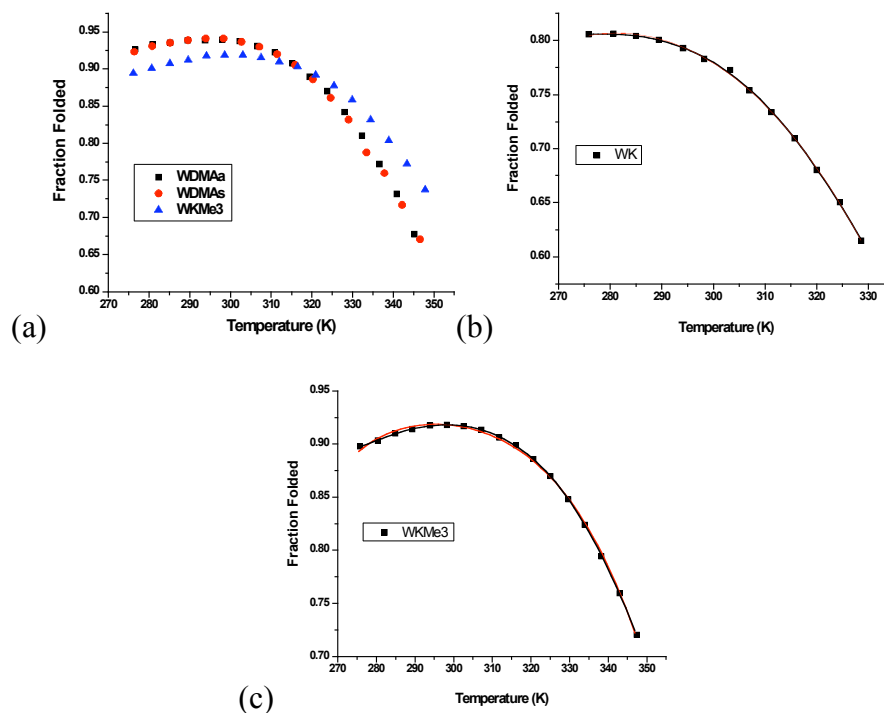 0.95
0.90
0.85
0.80
0.75
0.70
0.65
0.60
Fraction Folded
WDMAa
WDMAs
WKMe3
270 280 290 300 310 320 330 340 350
Temperature (K)
(a)
0.80
0.75
0.70
0.65
0.60
Fraction Folded
WK
270 280 290 300 310 320 330
Temperature (K)
(b)
0.95
0.90
0.85
0.80
0.75
0.70
Fraction Folded
WKMe3
270 280 290 300 310 320 330 340 350
Temperature (K)
(c)